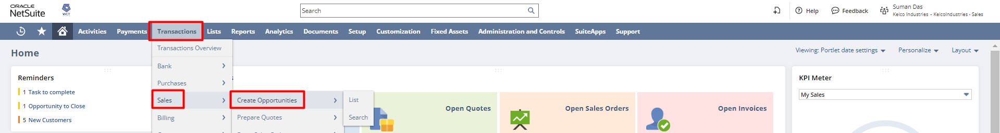 ORACLE
NetSuite
WCT
Search
Help
Feedback
Suman Das
Kelco Industries - KelcoIndustries - Sales
Activities Payments Transactions Lists Reports Analytics Documents Setup Customization Fixed Assets Administration and Controls SuiteApps Support
Home
Viewing: Portlet date settings
Personalize
Layout
Transactions Overview
Bank
Purchases
Sales
Billing
Create Opportunities
Prepare Quotes
List
Search
Reminders
1 Task to complete
1 Opportunity to Close
5 New Customers
Open Quotes
Open Sales Orders
Open Invoices
KPI Meter
My Sales